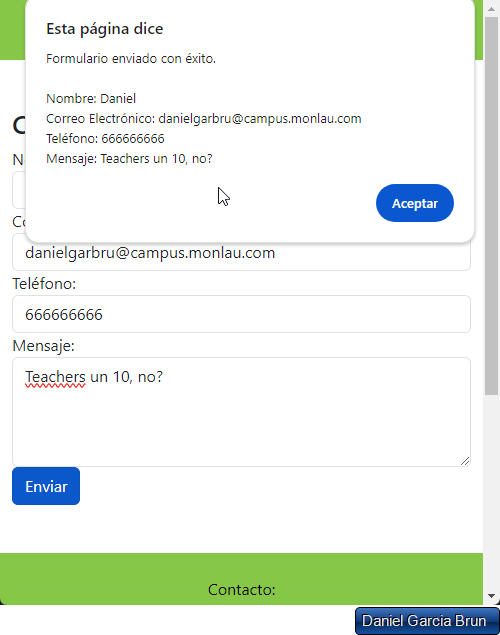 Esta página dice
Formulario enviado con éxito.
Nombre: Daniel
Correo Electrónico: danielgarbru@campus.monlau.com
Teléfono: 666666666
Mensaje: Teachers un 10, no?
Aceptar
danielgarbru@campus.monlau.com
Teléfono:
666666666
Mensaje:
Teachers un 10, no?
Enviar
Contacto:
Daniel Garcia Brun